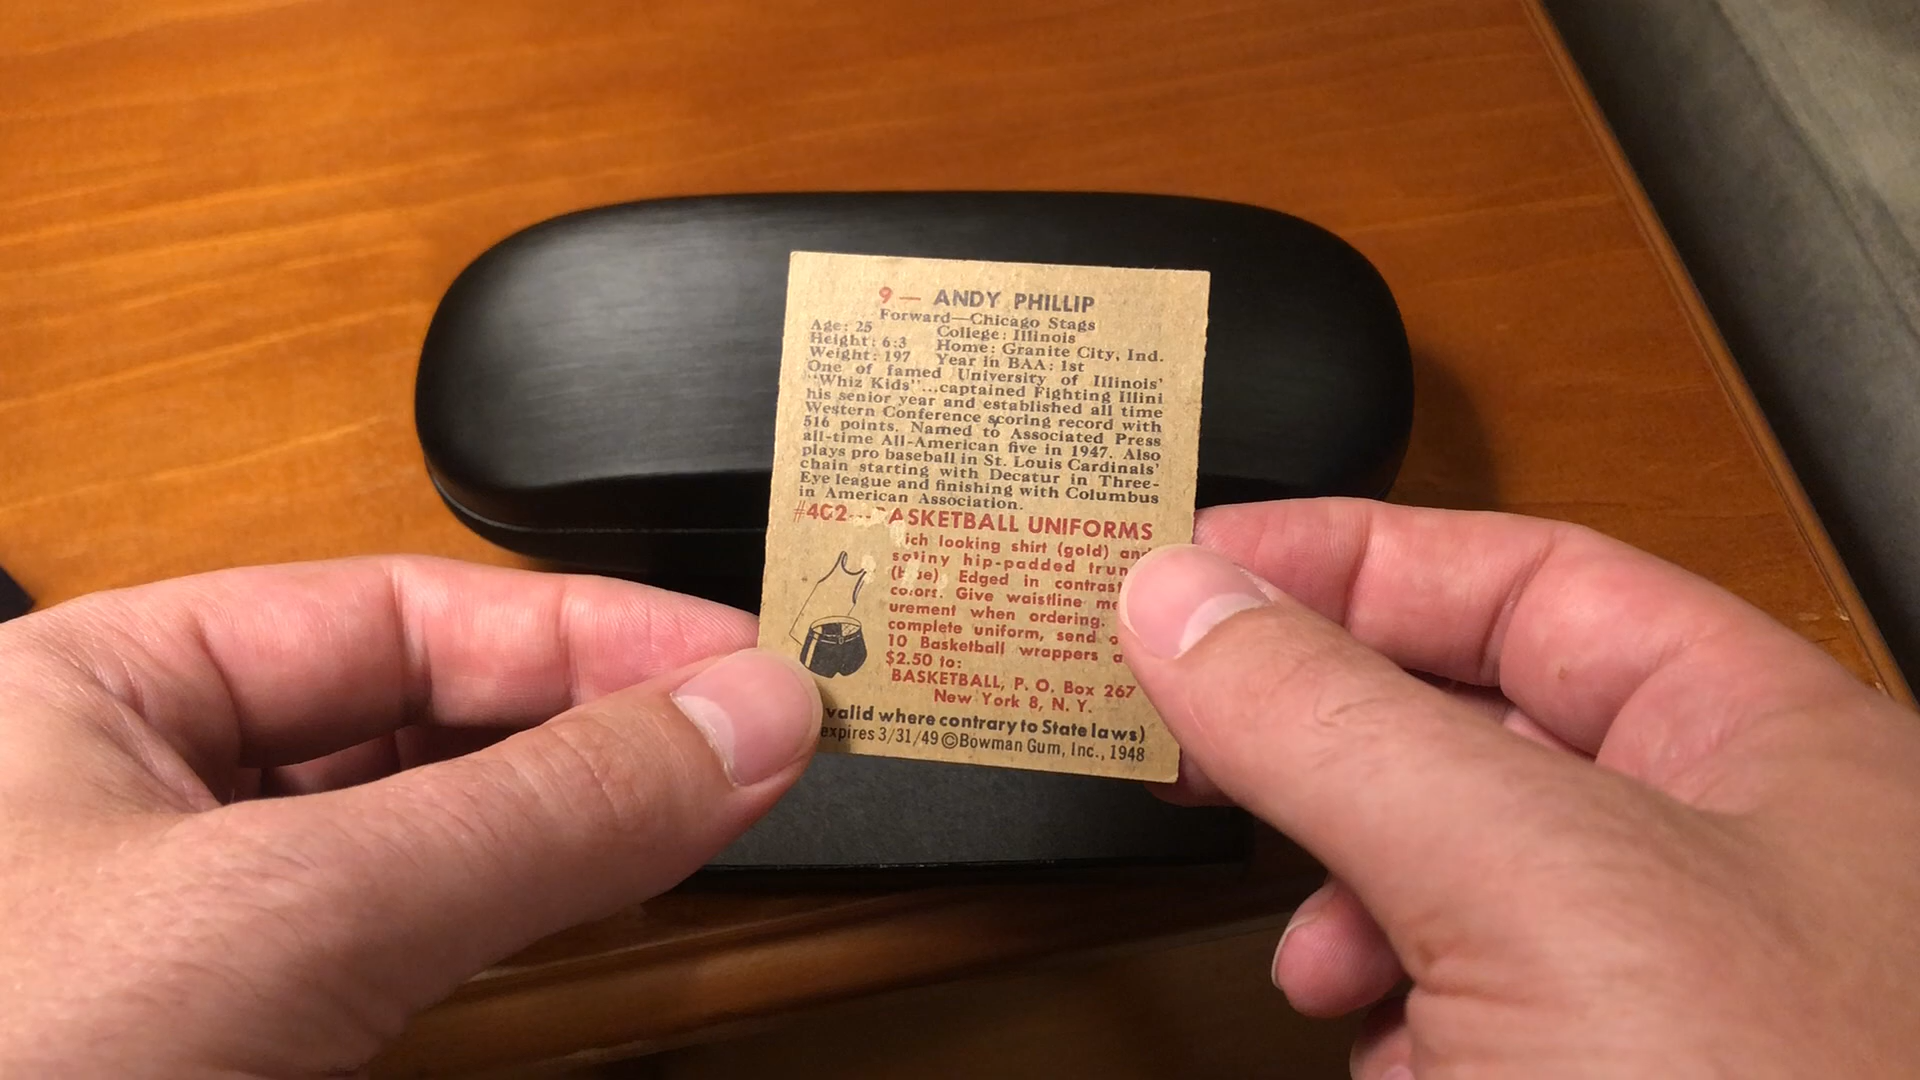 9 — ANDY PHILLIP
Forward—Chicago Stags
Age: 25 College: Illinois
Height: 6:3 Home: Granite City, Ind.
Weight: 197 Year in BAA: 1st
One of famed University of Illinois'
"Whiz Kids"...captained Fighting Illini
his senior year and established all time
Western Conference scoring record with
516 points. Named to Associated Press
all-time All-American five in 1947. Also
plays pro baseball in St. Louis Cardinals'
chain starting with Decatur in Three-
Eye league and finishing with Columbus
in American Association.
#402--- BASKETBALL UNIFORMS
looking shirt (gold) and
satiny hip-padded
Edged in
colors. Give waistline
urement when ordering.
complete uniform, send
10 Basketball wrappers
$2.50 to:
BASKETBALL, P. O. Box 267
New York 8, N. Y.
valid where contrary to State laws)
expires 3/31/49 ©Bowman Gum, Inc., 1948